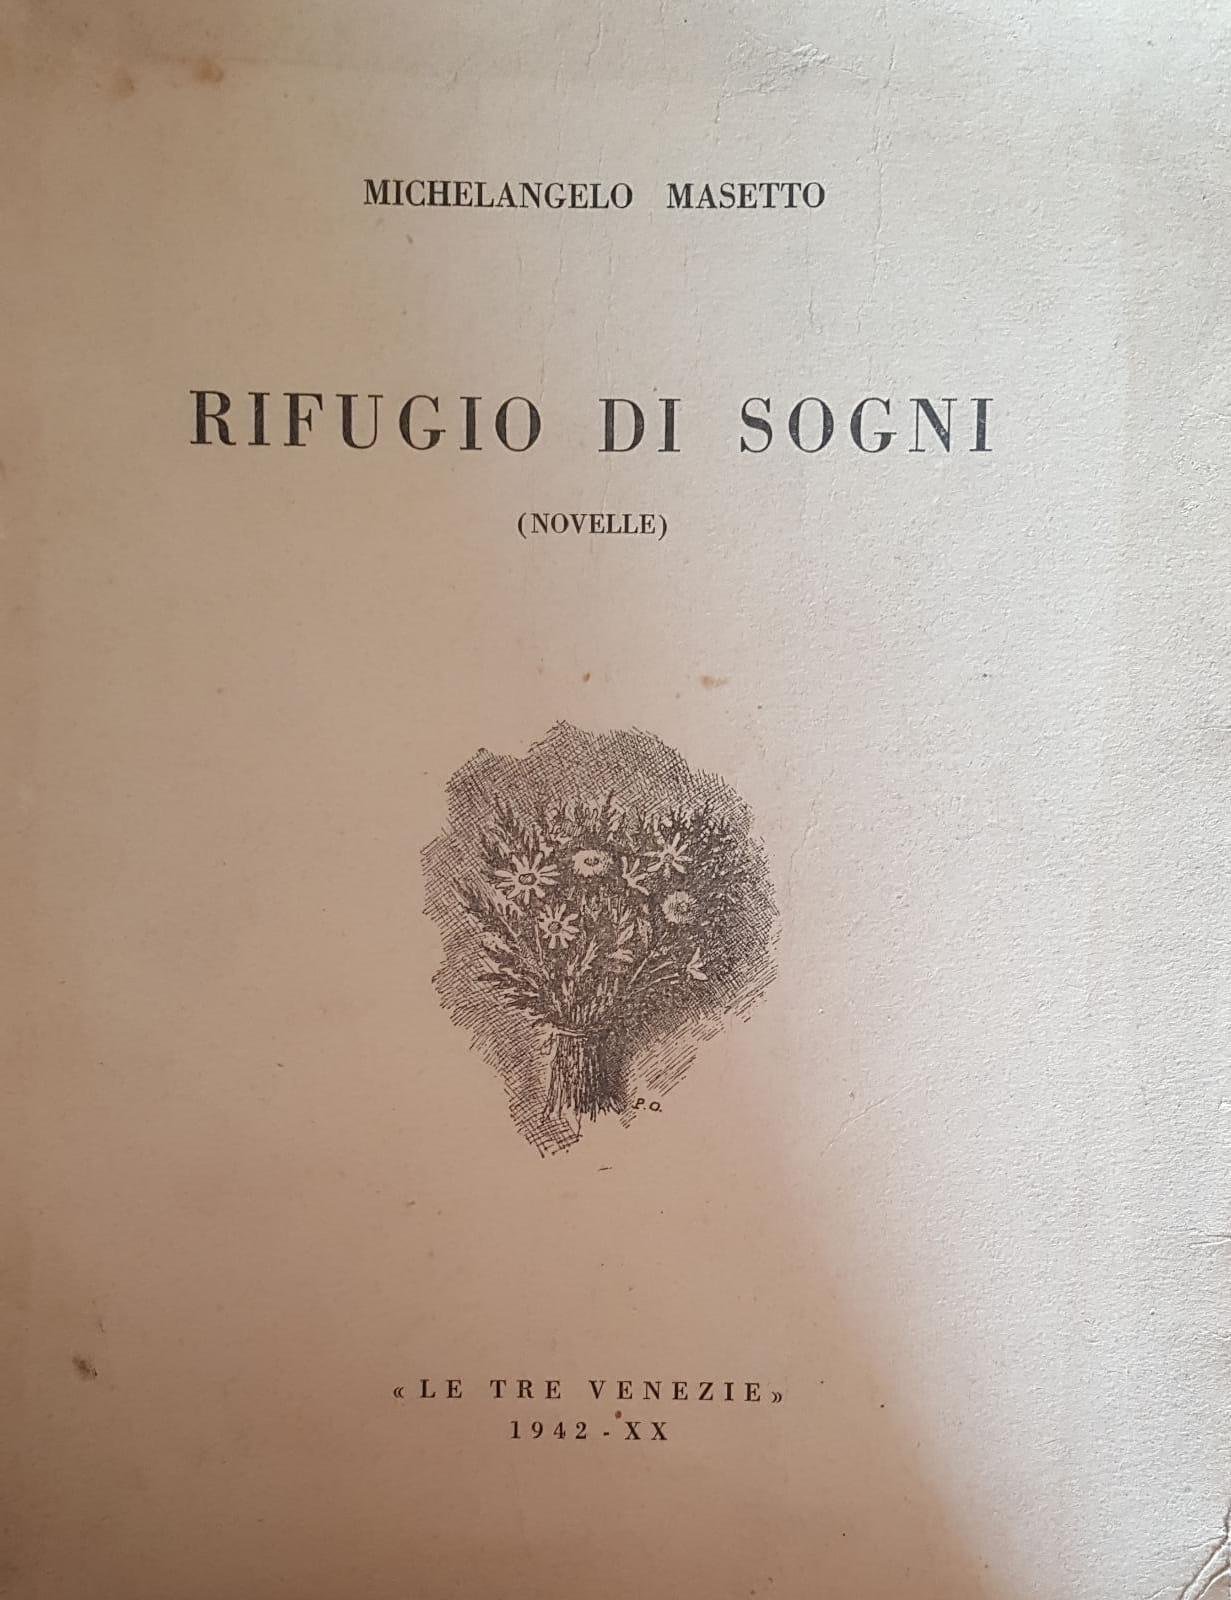 MICHELANGELO MASETTO
RIFUGIO DI SOGNI
(NOVELLE)
P.O.
« LE TRE VENEZIE »
1942 - XX